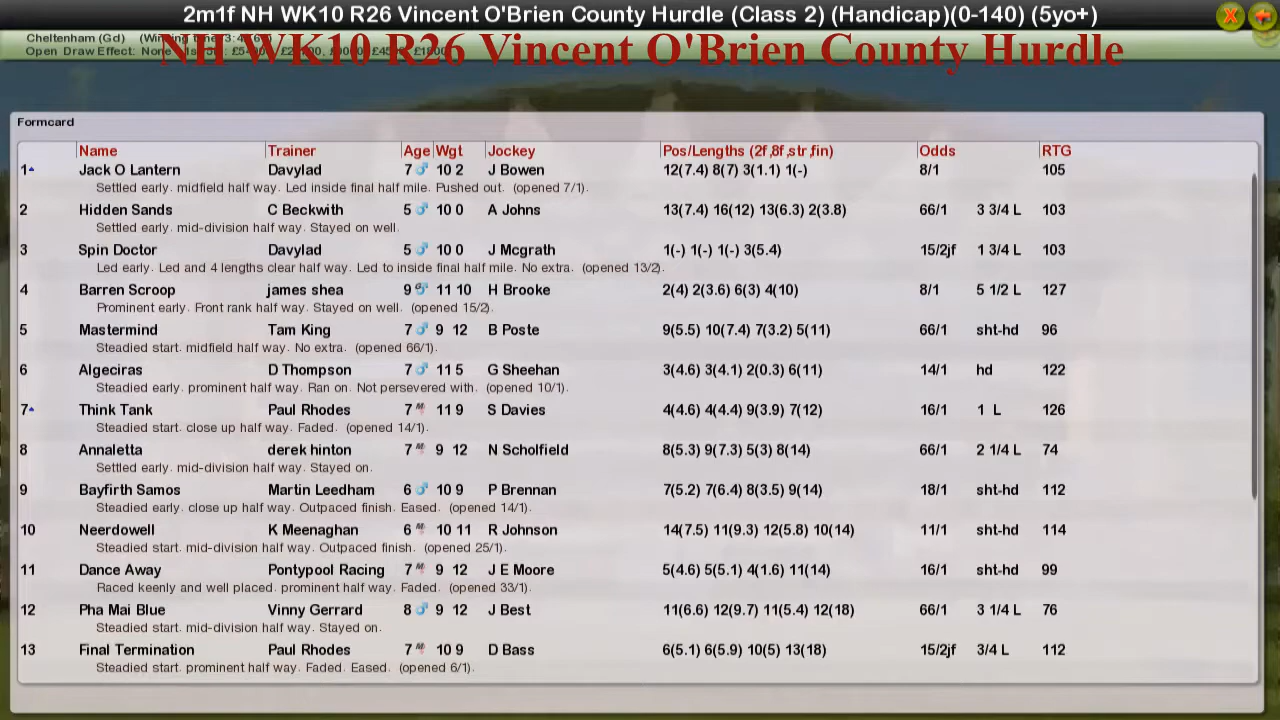 2m1f NH WK10 R26 Vincent O'Brien County Hurdle (Class 2) (Handicap)(0-140) (5yo+)
Cheltenham (Gd)
NH WK10 R26 Vincent O'Brien County Hurdle
Open Draw Effect: None
Formcard
Name Trainer Age Wgt Jockey Pos/Lengths (2f,8f,str,fin) Odds RTG
1 Jack O Lantern Davylad 7 10 2 J Bowen 12(7.4) 8(7) 3(1.1) 1(-) 8/1 105
Settled early. midfield half way. Led inside final half mile. Pushed out. (opened 7/1).
2 Hidden Sands C Beckwith 5 10 0 A Johns 13(7.4) 16(12) 13(6.3) 2(3.8) 66/1 3 3/4 L 103
Settled early. mid-division half way. Stayed on well.
3 Spin Doctor Davylad 5 10 0 J Mcgrath 1(-) 1(-) 1(-) 3(5.4) 15/2jf 1 3/4 L 103
Led early. Led and 4 lengths clear half way. Led to inside final half mile. No extra. (opened 13/2).
4 Barren Scroop james shea 9 11 10 H Brooke 2(4) 2(3.6) 6(3) 4(10) 8/1 5 1/2 L 127
Prominent early. Front rank half way. Stayed on well. (opened 15/2).
5 Mastermind Tam King 7 9 12 B Poste 9(5.5) 10(7.4) 7(3.2) 5(11) 66/1 sht-hd 96
Steadied start. midfield half way. No extra. (opened 66/1).
6 Algeciras D Thompson 7 11 5 G Sheehan 3(4.6) 3(4.1) 2(0.3) 6(11) 14/1 hd 122
Steadied early. prominent half way. Ran on. Not persevered with. (opened 10/1).
7 Think Tank Paul Rhodes 7 11 9 S Davies 4(4.6) 4(4.4) 9(3.9) 7(12) 16/1 1 L 126
Steadied start. close up half way. Faded. (opened 14/1).
8 Annaletta derek hinton 7 9 12 N Scholfield 8(5.3) 9(7.3) 5(3) 8(14) 66/1 2 1/4 L 74
Settled early. mid-division half way. Stayed on.
9 Bayfirth Samos Martin Leedham 6 10 9 P Brennan 7(5.2) 7(6.4) 8(3.5) 9(14) 18/1 sht-hd 112
Steadied early. close up half way. Outpaced finish. Eased. (opened 14/1).
10 Neerdowell K Meenaghan 6 10 11 R Johnson 14(7.5) 11(9.3) 12(5.8) 10(14) 11/1 sht-hd 114
Steadied start. mid-division half way. Outpaced finish. (opened 25/1).
11 Dance Away Pontypool Racing 7 9 12 J E Moore 5(4.6) 5(5.1) 4(1.6) 11(14) 16/1 sht-hd 99
Raced keenly and well placed. prominent half way. Faded. (opened 33/1).
12 Pha Mai Blue Vinny Gerrard 8 9 12 J Best 11(6.6) 12(9.7) 11(5.4) 12(18) 66/1 3 1/4 L 76
Steadied start. mid-division half way. Stayed on.
13 Final Termination Paul Rhodes 7 10 9 D Bass 6(5.1) 6(5.9) 10(5) 13(18) 15/2jf 3/4 L 112
Steadied start. prominent half way. Faded. Eased. (opened 6/1).